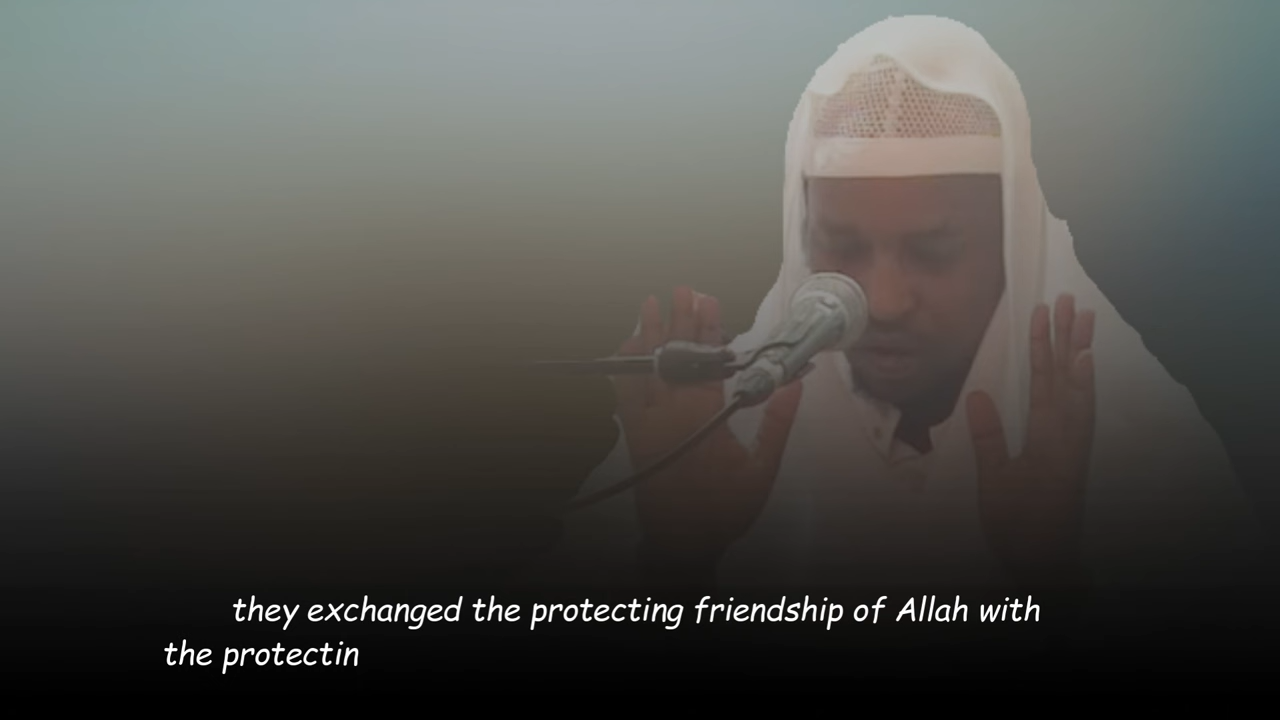 they exchanged the protecting friendship of Allah with
the protectin